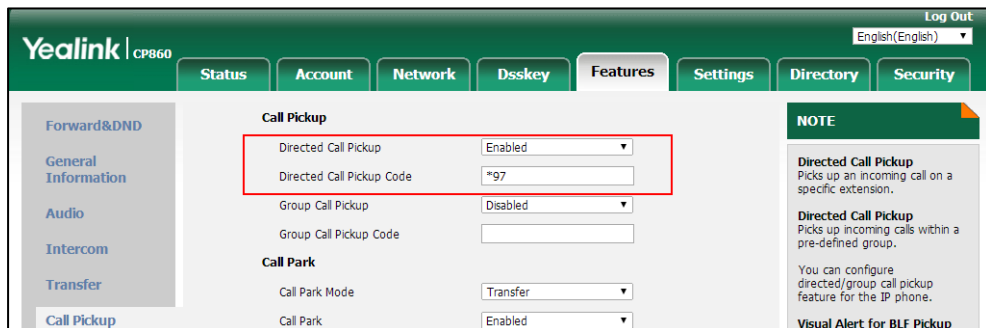 Log Out
Yealink CP860
English(English)
Status Account Network Dsskey Features Settings Directory Security
Forward&DND
General
Information
Audio
Intercom
Transfer
Call Pickup
Call Pickup
Directed Call Pickup Enabled
Directed Call Pickup Code *97
Group Call Pickup Disabled
Group Call Pickup Code
Call Park
Call Park Mode Transfer
Call Park Enabled
NOTE
Directed Call Pickup
Picks up an incoming call on a
specific extension.
Directed Call Pickup
Picks up incoming calls within a
pre-defined group.
You can configure
directed/group call pickup
feature for the IP phone.
Visual Alert for BLF Pickup